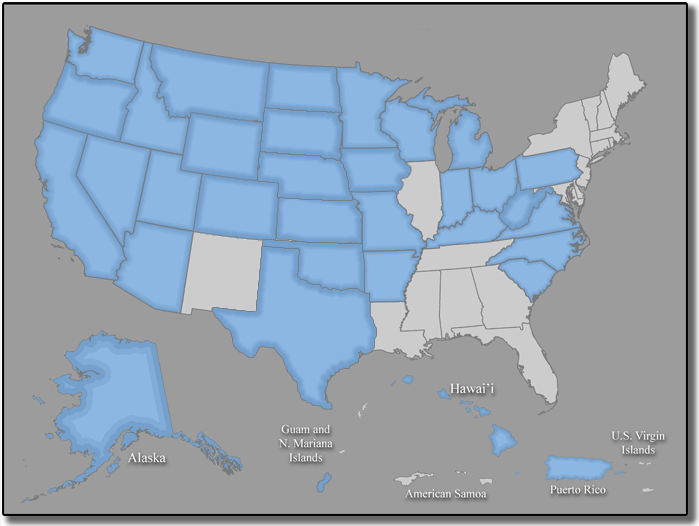 Hawai'i
Guam and
N. Mariana
Islands
U.S. Virgin
Islands
Alaska
American Samoa
Puerto Rico